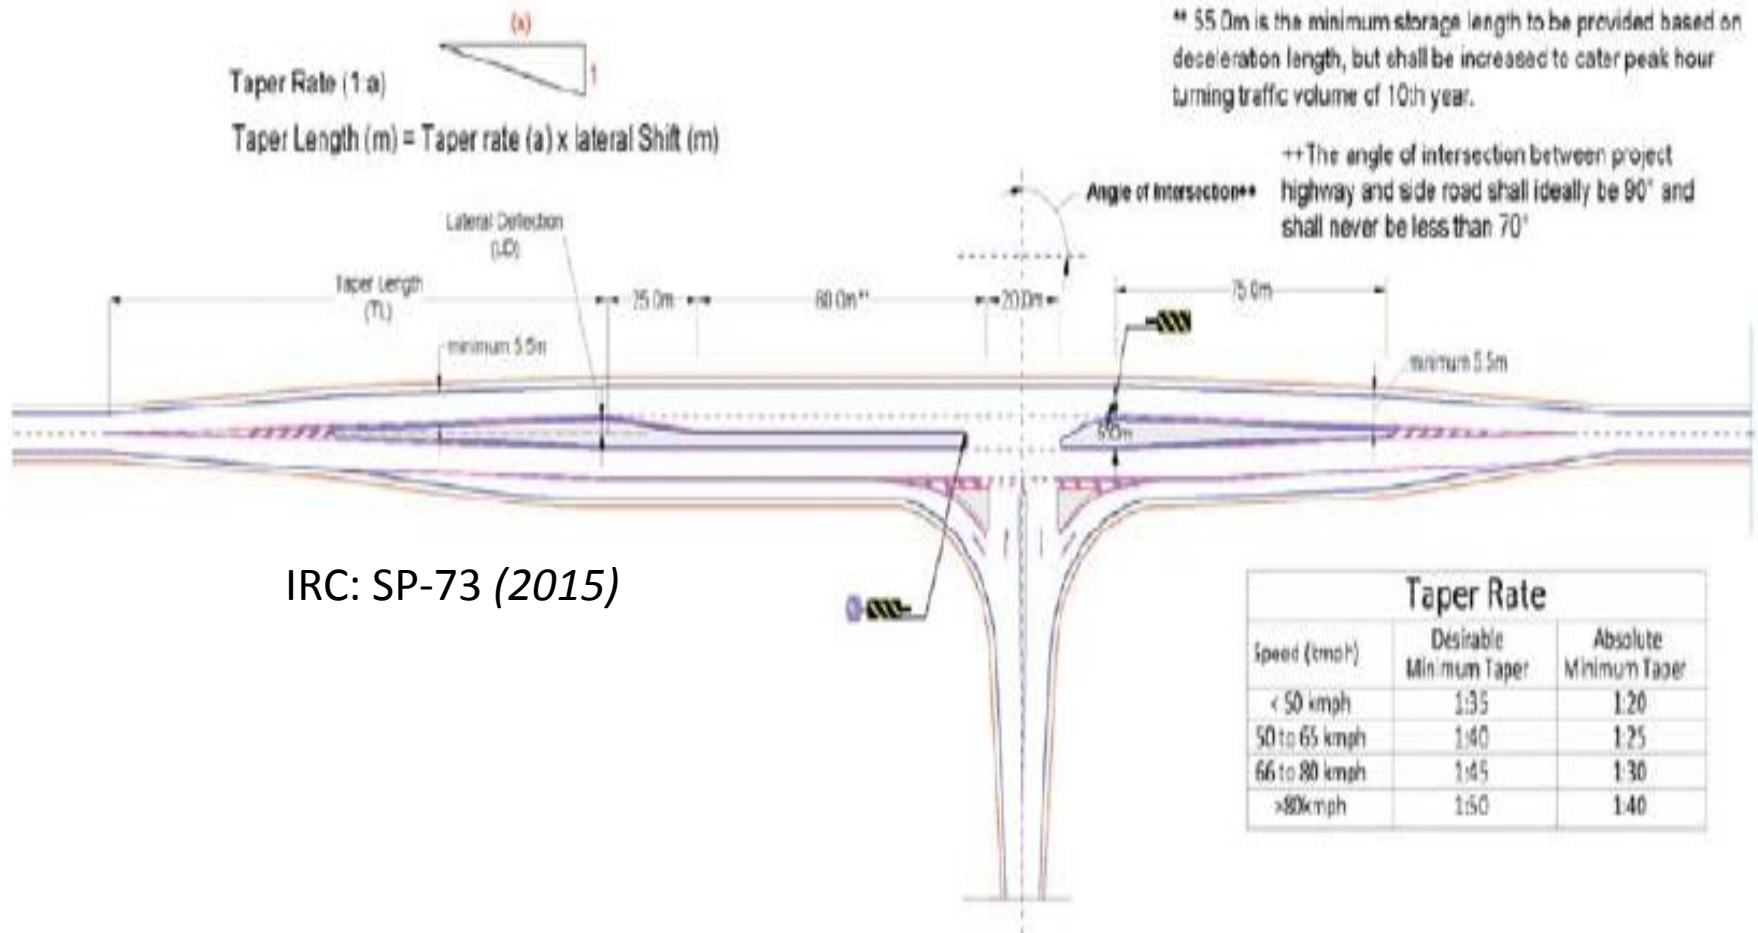 (x)
1
Taper Rate (1:a)
Taper Length (m) = Taper rate (a) x lateral Shift (m)
** 55.0m is the minimum storage length to be provided based on
deceleration length, but shall be increased to cater peak hour
turning traffic volume of 10th year.
++The angle of intersection between project
highway and side road shall ideally be 90° and
shall never be less than 70°
Angle of Intersection++
Lateral Deflection
(LD)
Taper Length
(TL)
25.0m
80.0m**
20.0m
75.0m
minimum 5.5m
minimum 5.5m
IRC: SP-73 (2015)
Taper Rate
Speed (kmph) Desirable Minimum Taper Absolute Minimum Taper
< 50 kmph 1:35 1:20
50 to 65 kmph 1:40 1:25
66 to 80 kmph 1:45 1:30
>80kmph 1:50 1:40